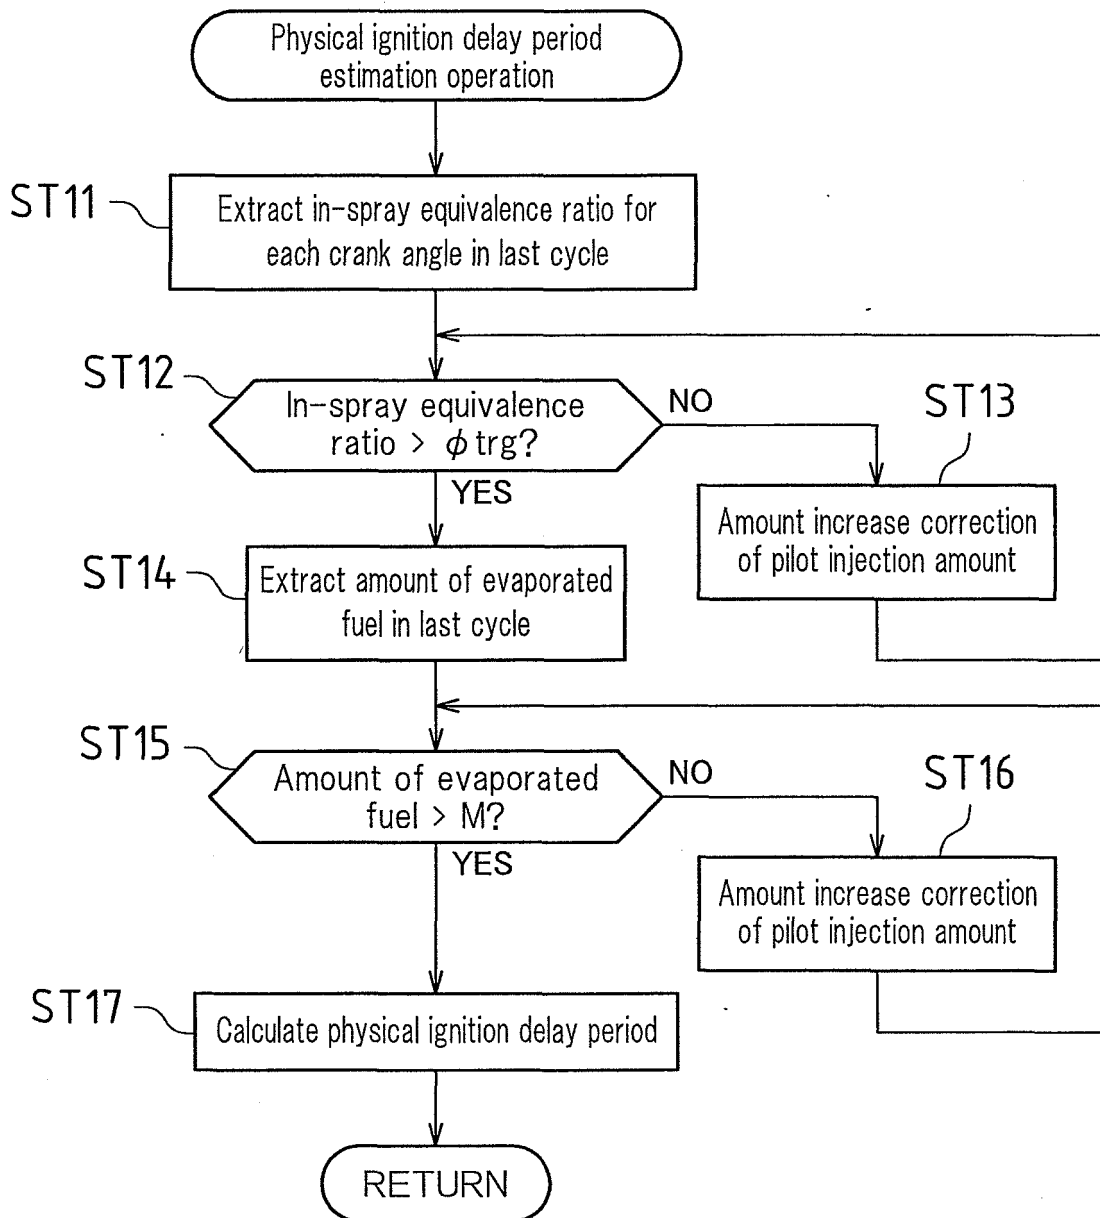 Physical ignition delay period
estimation operation
ST11
Extract in-spray equivalence ratio for
each crank angle in last cycle
ST12
In-spray equivalence
ratio > ϕ trg?
NO
YES
ST13
Amount increase correction
of pilot injection amount
ST14
Extract amount of evaporated
fuel in last cycle
ST15
Amount of evaporated
fuel > M?
NO
YES
ST16
Amount increase correction
of pilot injection amount
ST17
Calculate physical ignition delay period
RETURN